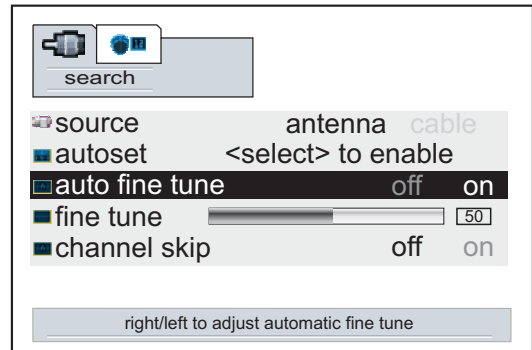 search
source antenna cable
autoset <select> to enable
auto fine tune off on
fine tune 50
channel skip off on
right/left to adjust automatic fine tune